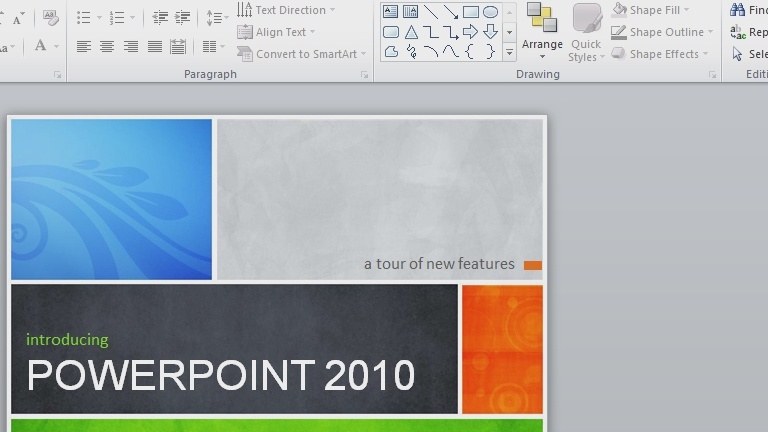 Text Direction
Align Text
Convert to SmartArt
Paragraph
Arrange
Quick
Styles
Shape Fill
Shape Outline
Shape Effects
Drawing
Find
Rep
Sele
Editi
a tour of new features
introducing
POWERPOINT 2010